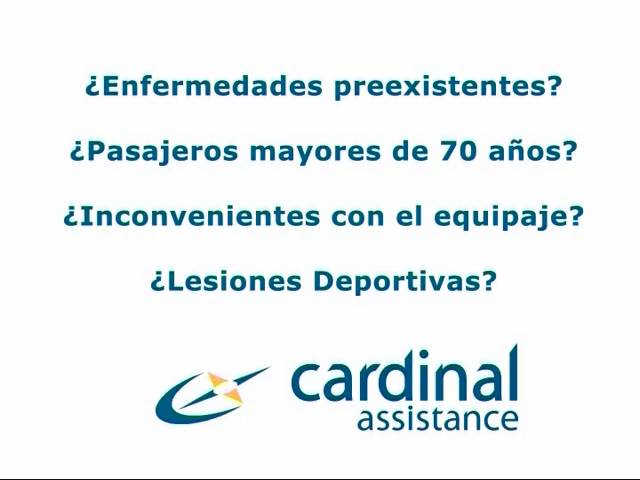 ¿Enfermedades preexistentes?
¿Pasajeros mayores de 70 años?
¿Inconvenientes con el equipaje?
¿Lesiones Deportivas?
cardinal
assistance